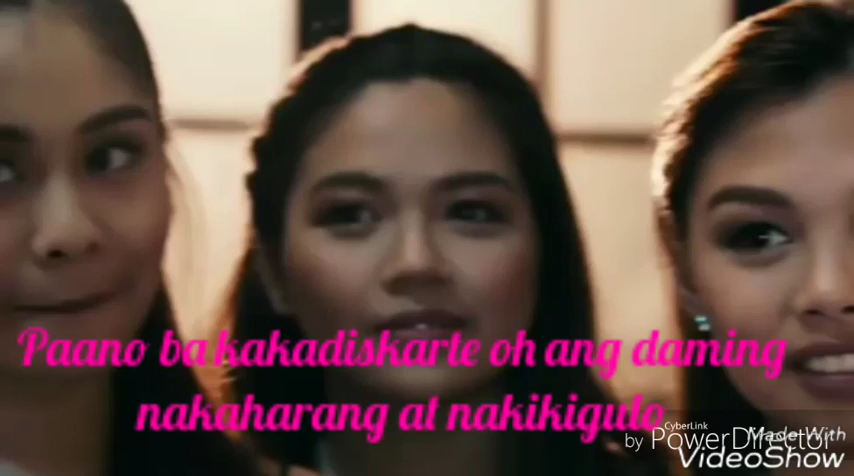 Paano ba kakadiskarte oh ang daming
nakaharang at nakikigulo
CyberLink
by PowerDirector
Made With
VideoShow